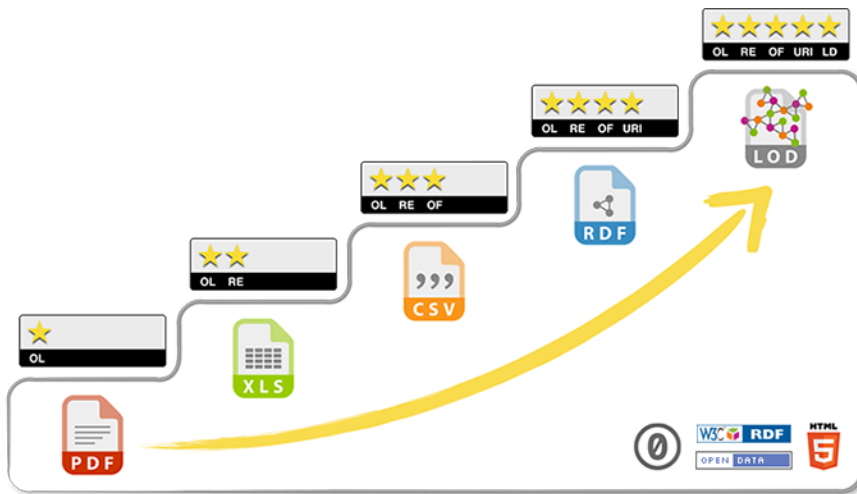 OL RE OF URI LD
LOD
OL RE OF URI
RDF
OL RE OF
,,,
CSV
OL RE
XLS
OL
PDF
0
W3C RDF
OPEN DATA
HTML
5